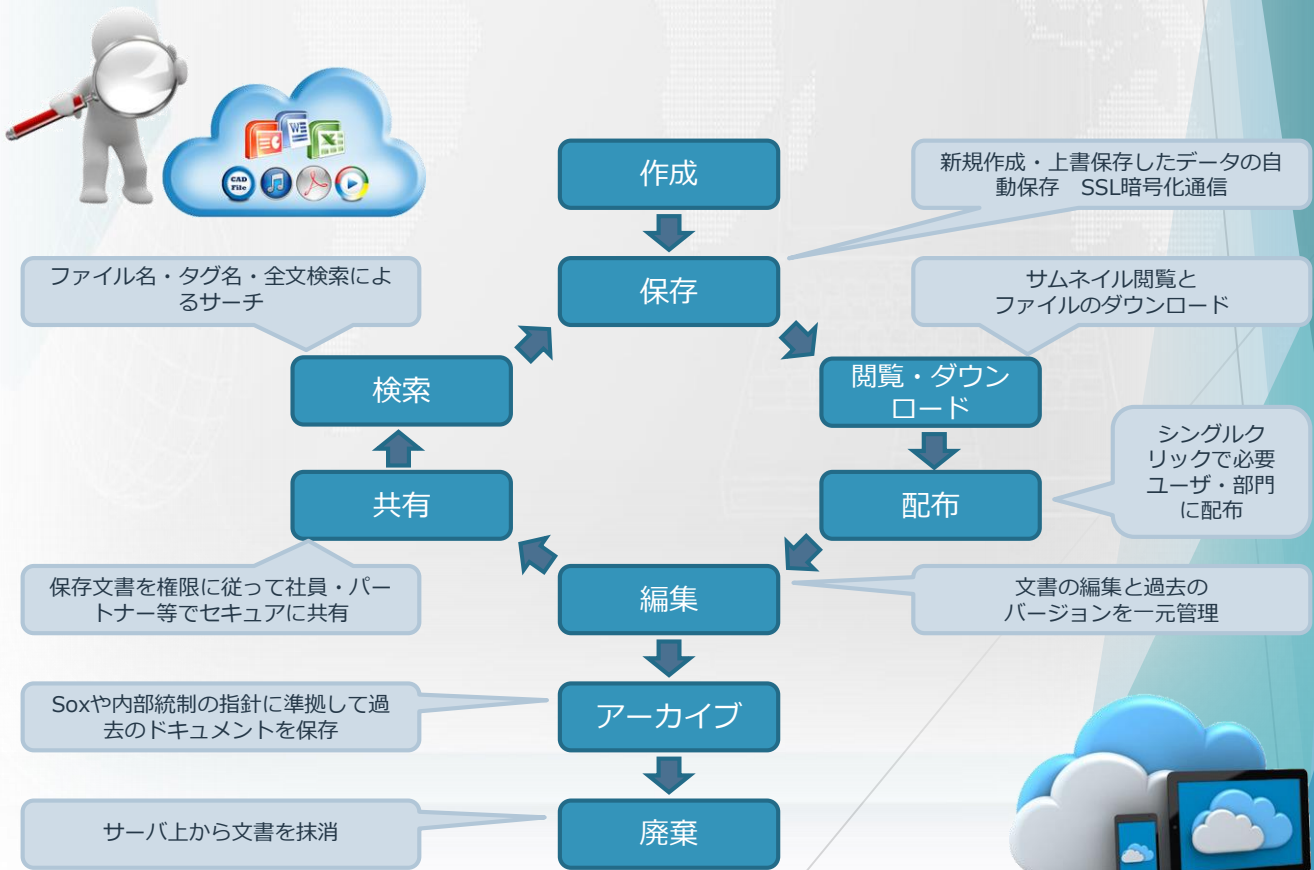 W
CAD
File
作成
新規作成・上書保存したデータの自
動保存　SSL暗号化通信
ファイル名・タグ名・全文検索によ
るサーチ
保存
サムネイル閲覧と
ファイルのダウンロード
検索
閲覧・ダウン
ロード
シングルク
リックで必要
ユーザ・部門
に配布
共有
配布
保存文書を権限に従って社員・パー
トナー等でセキュアに共有
編集
文書の編集と過去の
バージョンを一元管理
Soxや内部統制の指針に準拠して過
去のドキュメントを保存
アーカイブ
サーバ上から文書を抹消
廃棄